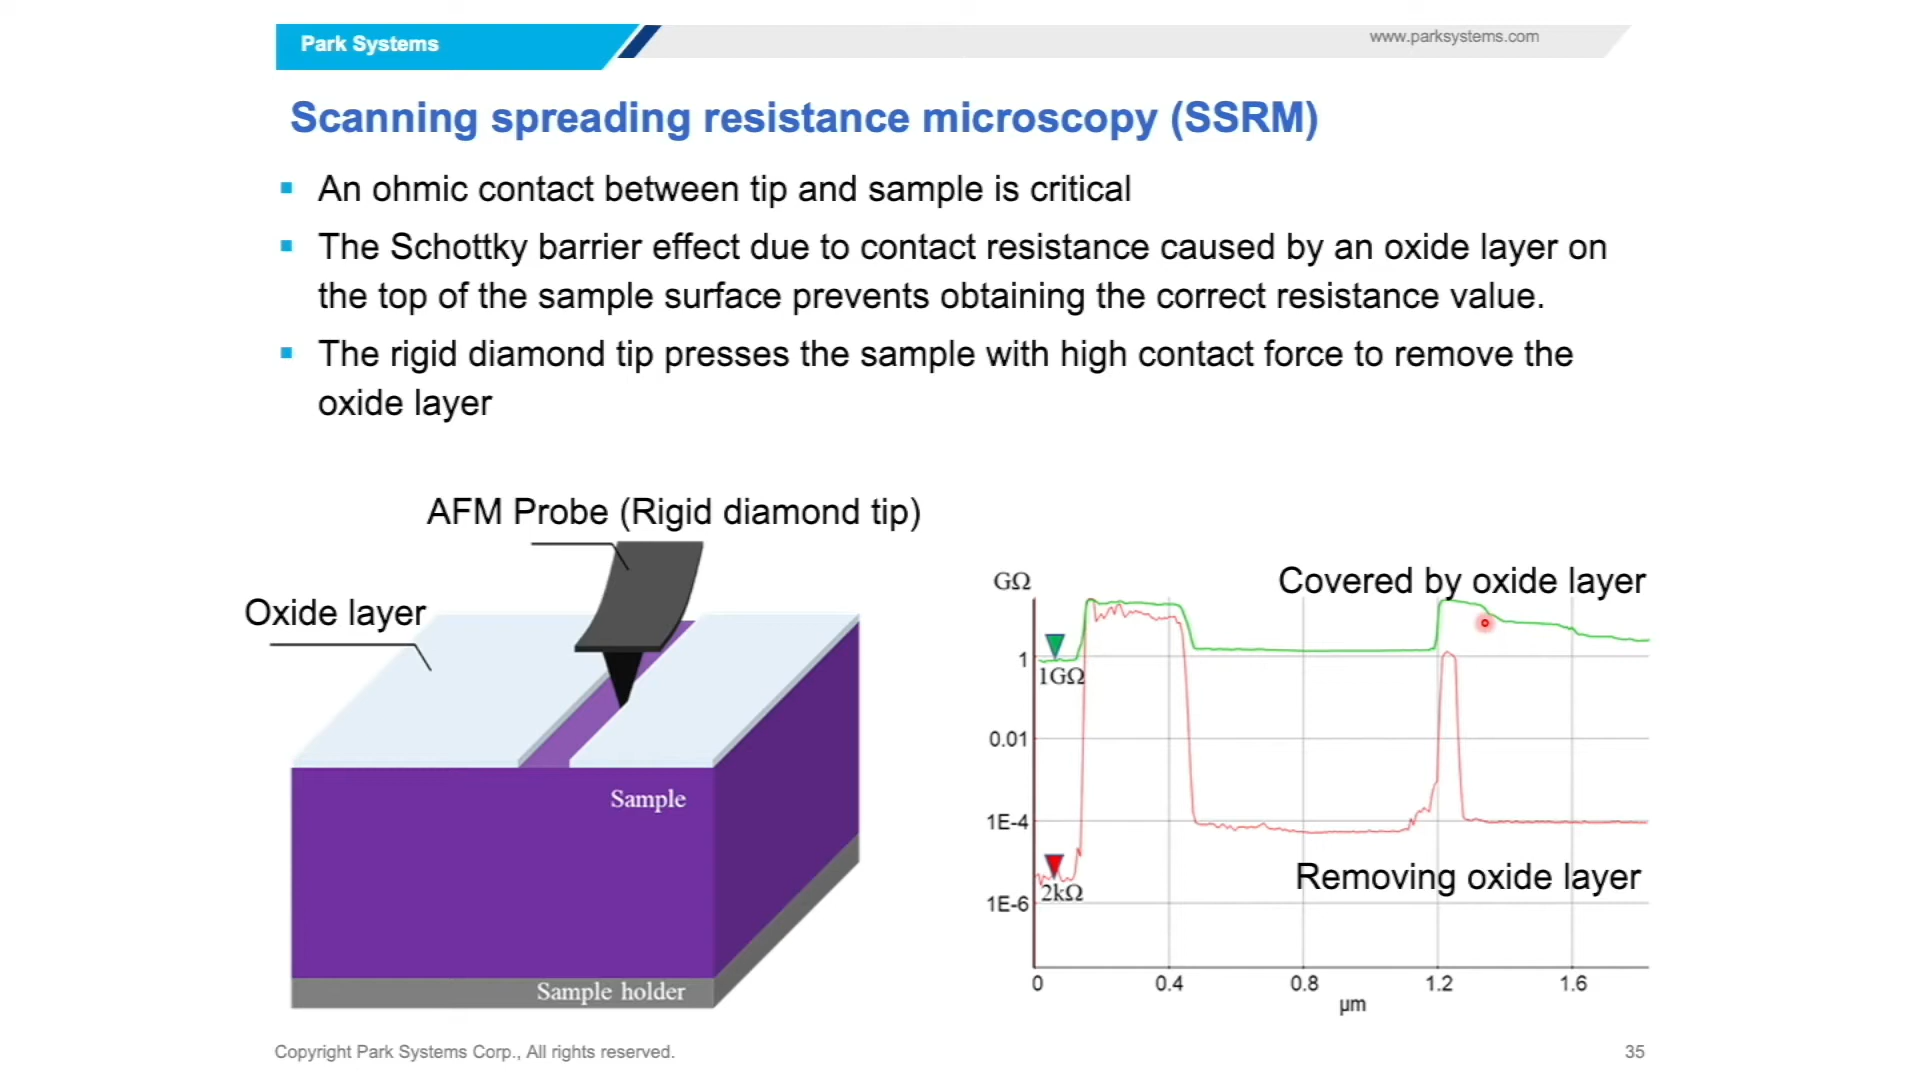 Park Systems
www.parksystems.com
Scanning spreading resistance microscopy (SSRM)
An ohmic contact between tip and sample is critical
The Schottky barrier effect due to contact resistance caused by an oxide layer on
the top of the sample surface prevents obtaining the correct resistance value.
The rigid diamond tip presses the sample with high contact force to remove the
oxide layer
AFM Probe (Rigid diamond tip)
Oxide layer
Sample
Sample holder
GΩ
Covered by oxide layer
1
1GΩ
0.01
1E-4
Removing oxide layer
2kΩ
1E-6
0 0.4 0.8 1.2 1.6
µm
Copyright Park Systems Corp., All rights reserved.
35